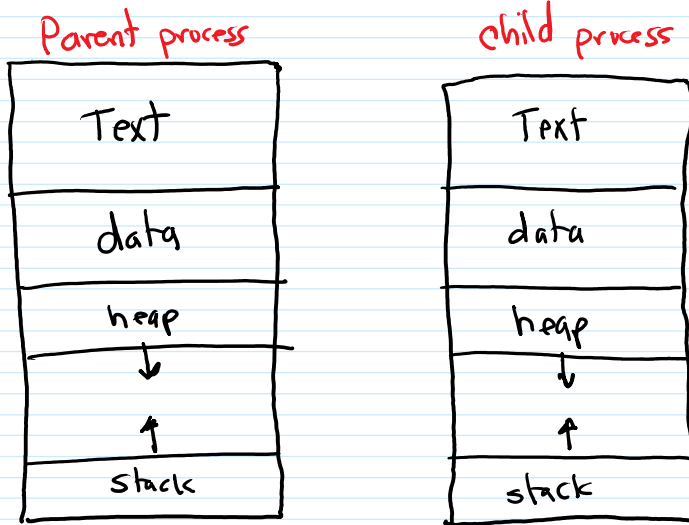 Parent process
Text
data
heap
stack
child process
Text
data
heap
stack